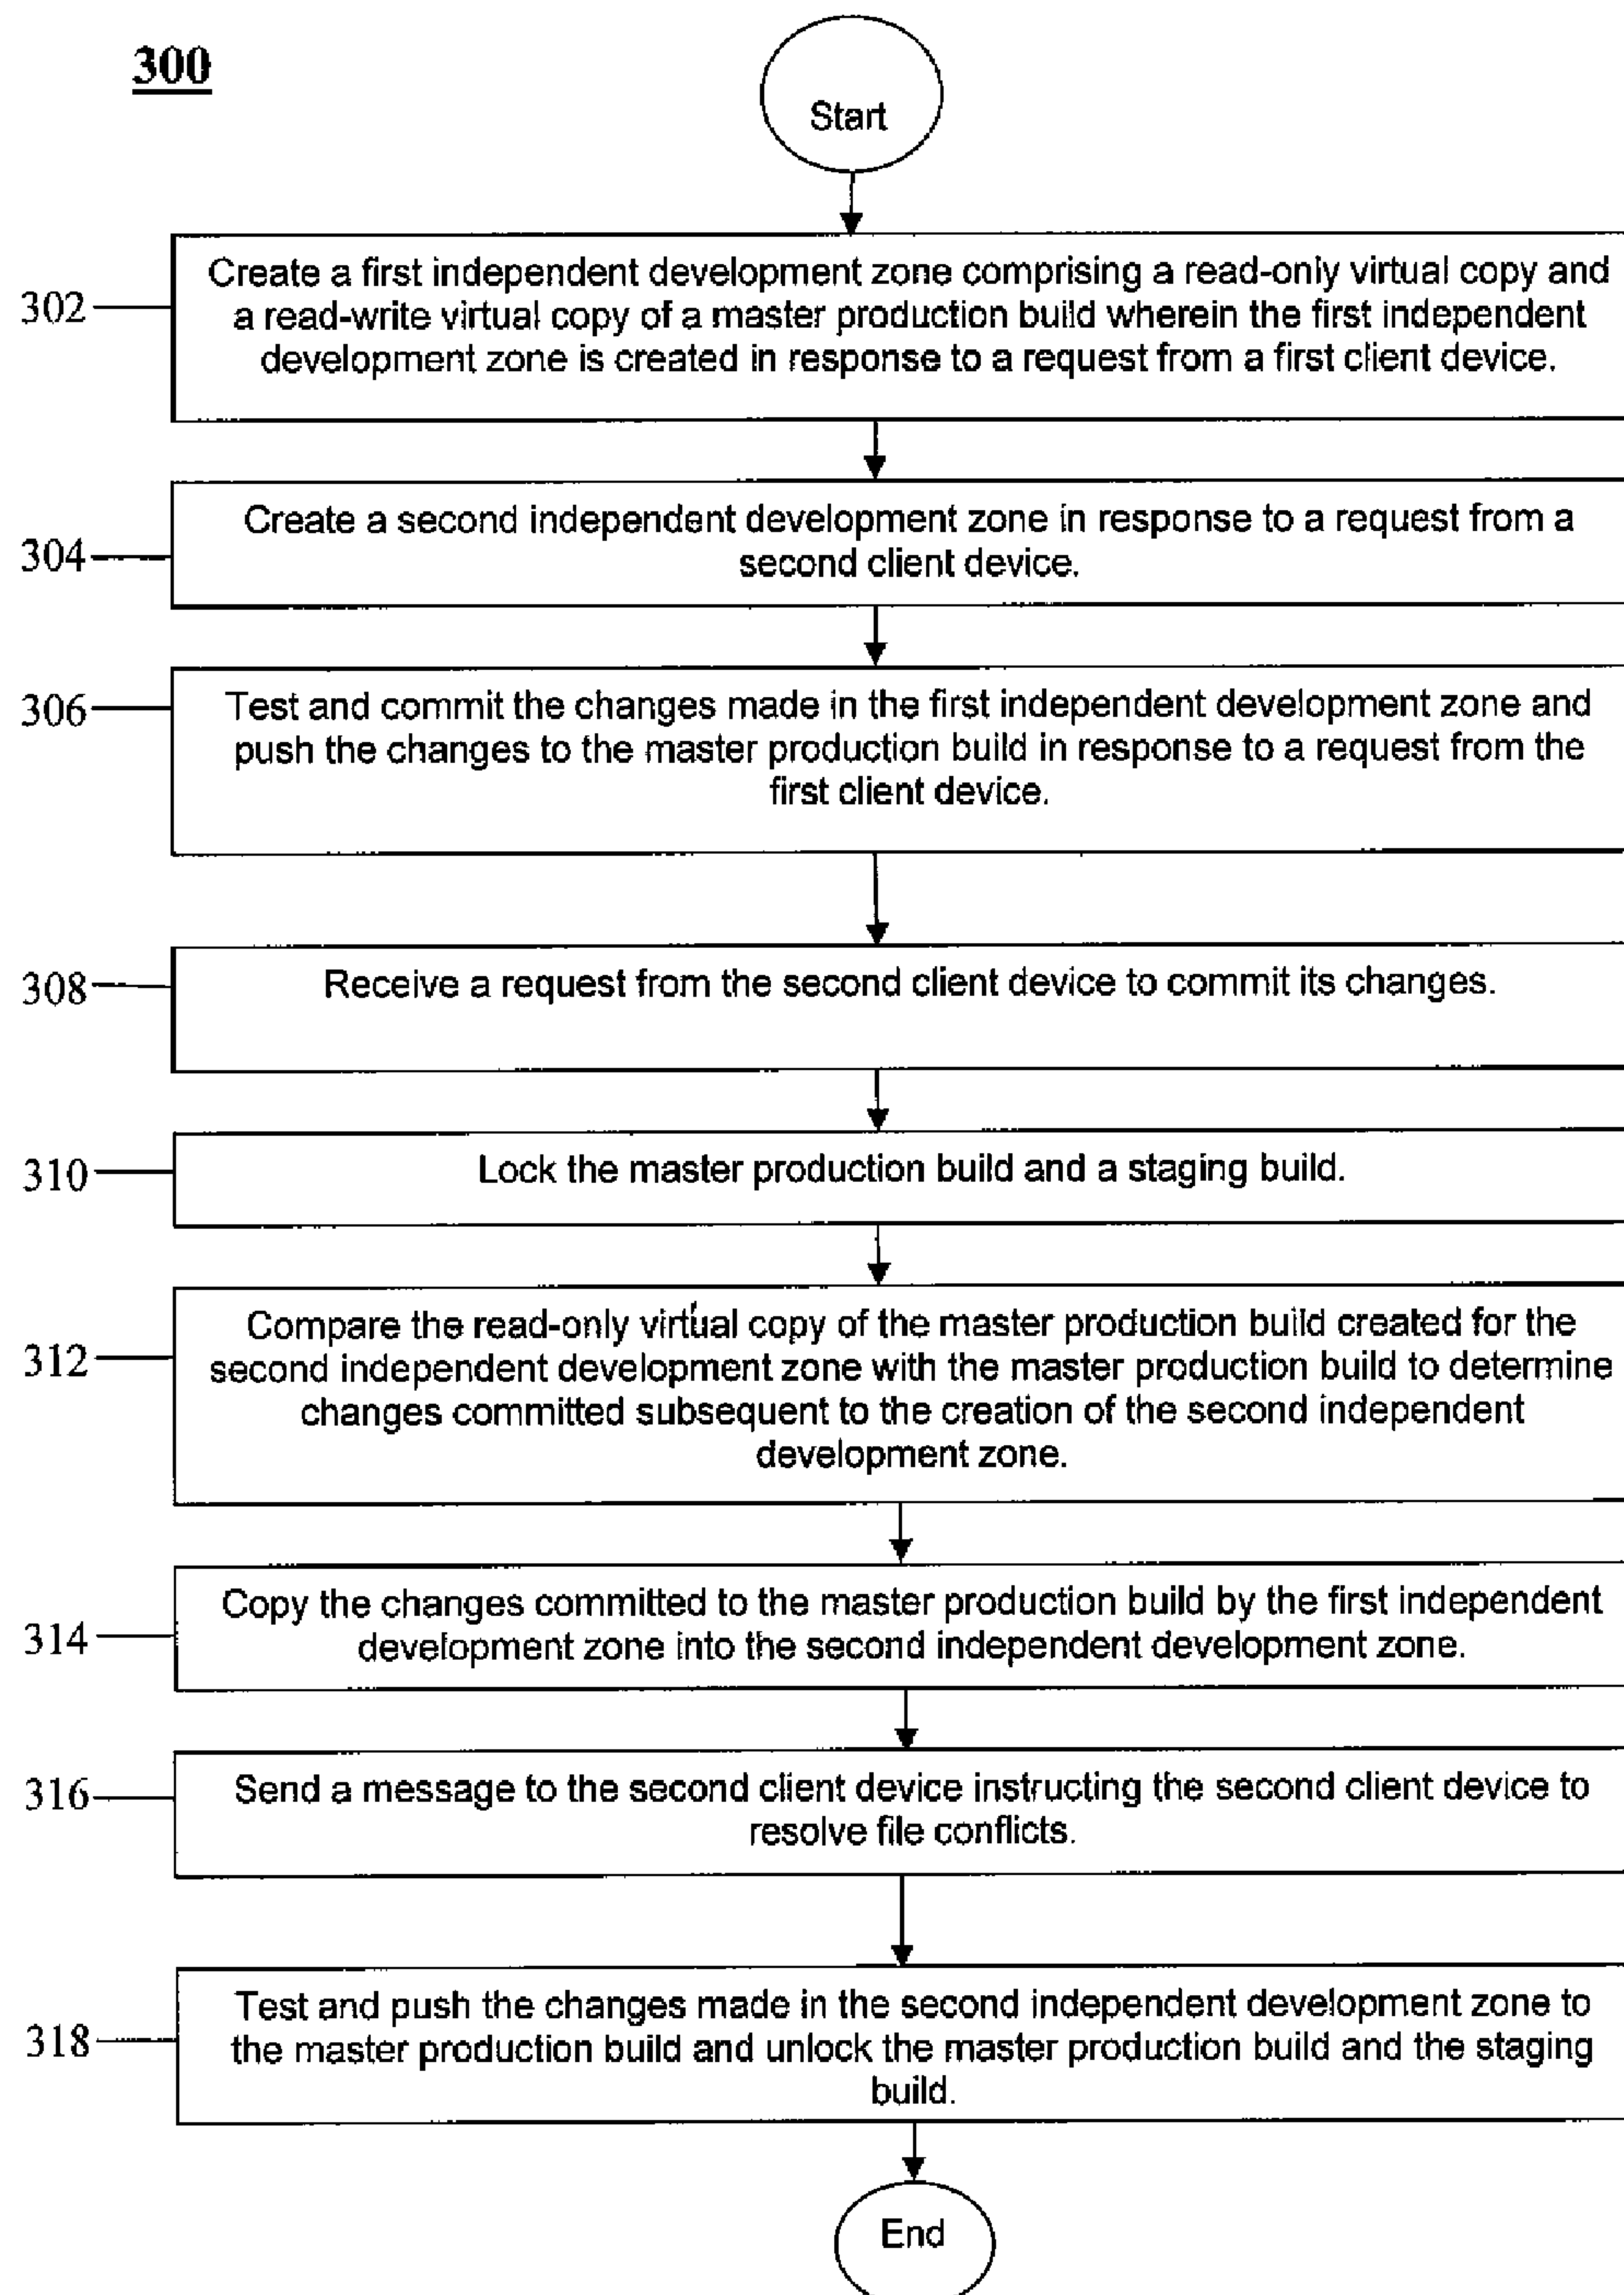 300
Start
302
Create a first independent development zone comprising a read-only virtual copy and
a read-write virtual copy of a master production build wherein the first independent
development zone is created in response to a request from a first client device.
304
Create a second independent development zone in response to a request from a
second client device.
306
Test and commit the changes made in the first independent development zone and
push the changes to the master production build in response to a request from the
first client device.
308
Receive a request from the second client device to commit its changes.
310
Lock the master production build and a staging build.
312
Compare the read-only virtual copy of the master production build created for the
second independent development zone with the master production build to determine
changes committed subsequent to the creation of the second independent
development zone.
314
Copy the changes committed to the master production build by the first independent
development zone into the second independent development zone.
316
Send a message to the second client device instructing the second client device to
resolve file conflicts.
318
Test and push the changes made in the second independent development zone to
the master production build and unlock the master production build and the staging
build.
End